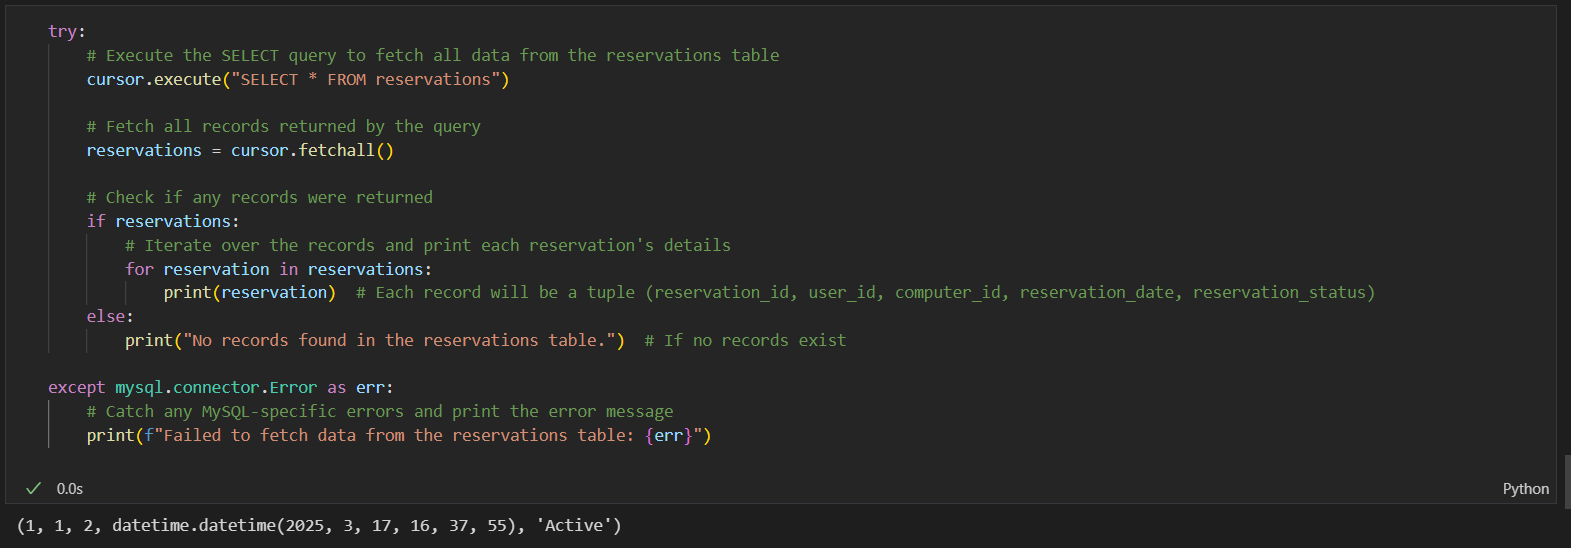 try:
# Execute the SELECT query to fetch all data from the reservations table
cursor.execute("SELECT * FROM reservations")
# Fetch all records returned by the query
reservations = cursor.fetchall()
# Check if any records were returned
if reservations:
# Iterate over the records and print each reservation's details
for reservation in reservations:
print(reservation)  # Each record will be a tuple (reservation_id, user_id, computer_id, reservation_date, reservation_status)
else:
print("No records found in the reservations table.")  # If no records exist
except mysql.connector.Error as err:
# Catch any MySQL-specific errors and print the error message
print(f"Failed to fetch data from the reservations table: {err}")
0.0s
Python
(1, 1, 2, datetime.datetime(2025, 3, 17, 16, 37, 55), 'Active')